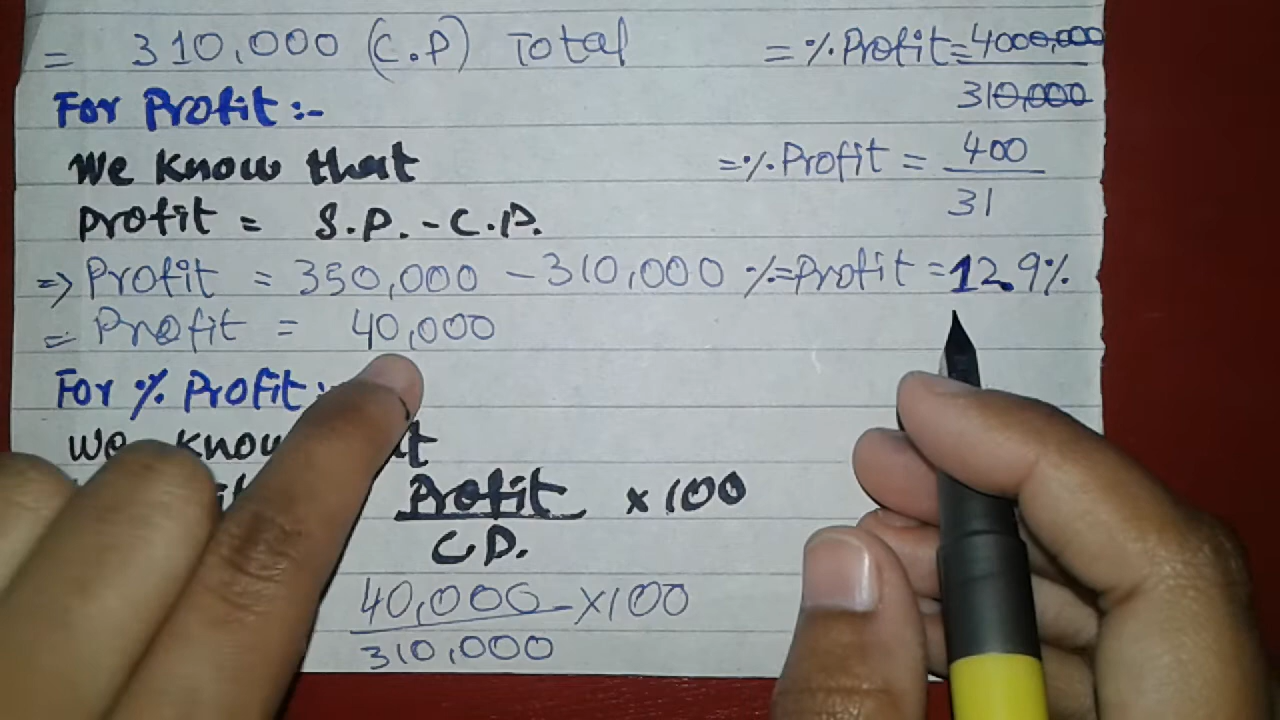 = 310,000 (C.P) Total
For Profit :-
We know that
Profit = S.P. - C.P.
=> Profit = 350,000 - 310,000
= Profit = 40,000
For % Profit :
We know
Profit × 100
C.P.
40,000 × 100
310,000
= % Profit = 4000,000
310,000
= % Profit = 400
31
% = Profit = 12.9%